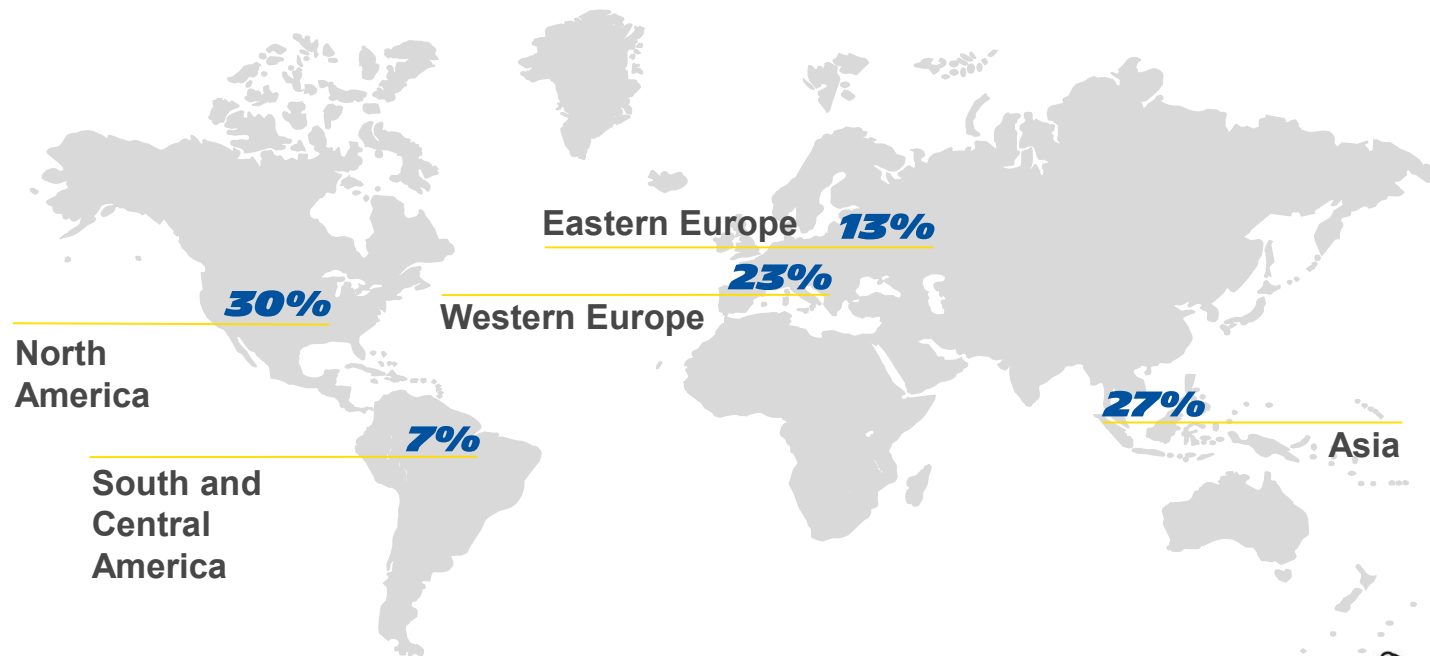 Eastern Europe 13%
23%
Western Europe
30%
North
America
27%
Asia
7%
South and
Central
America